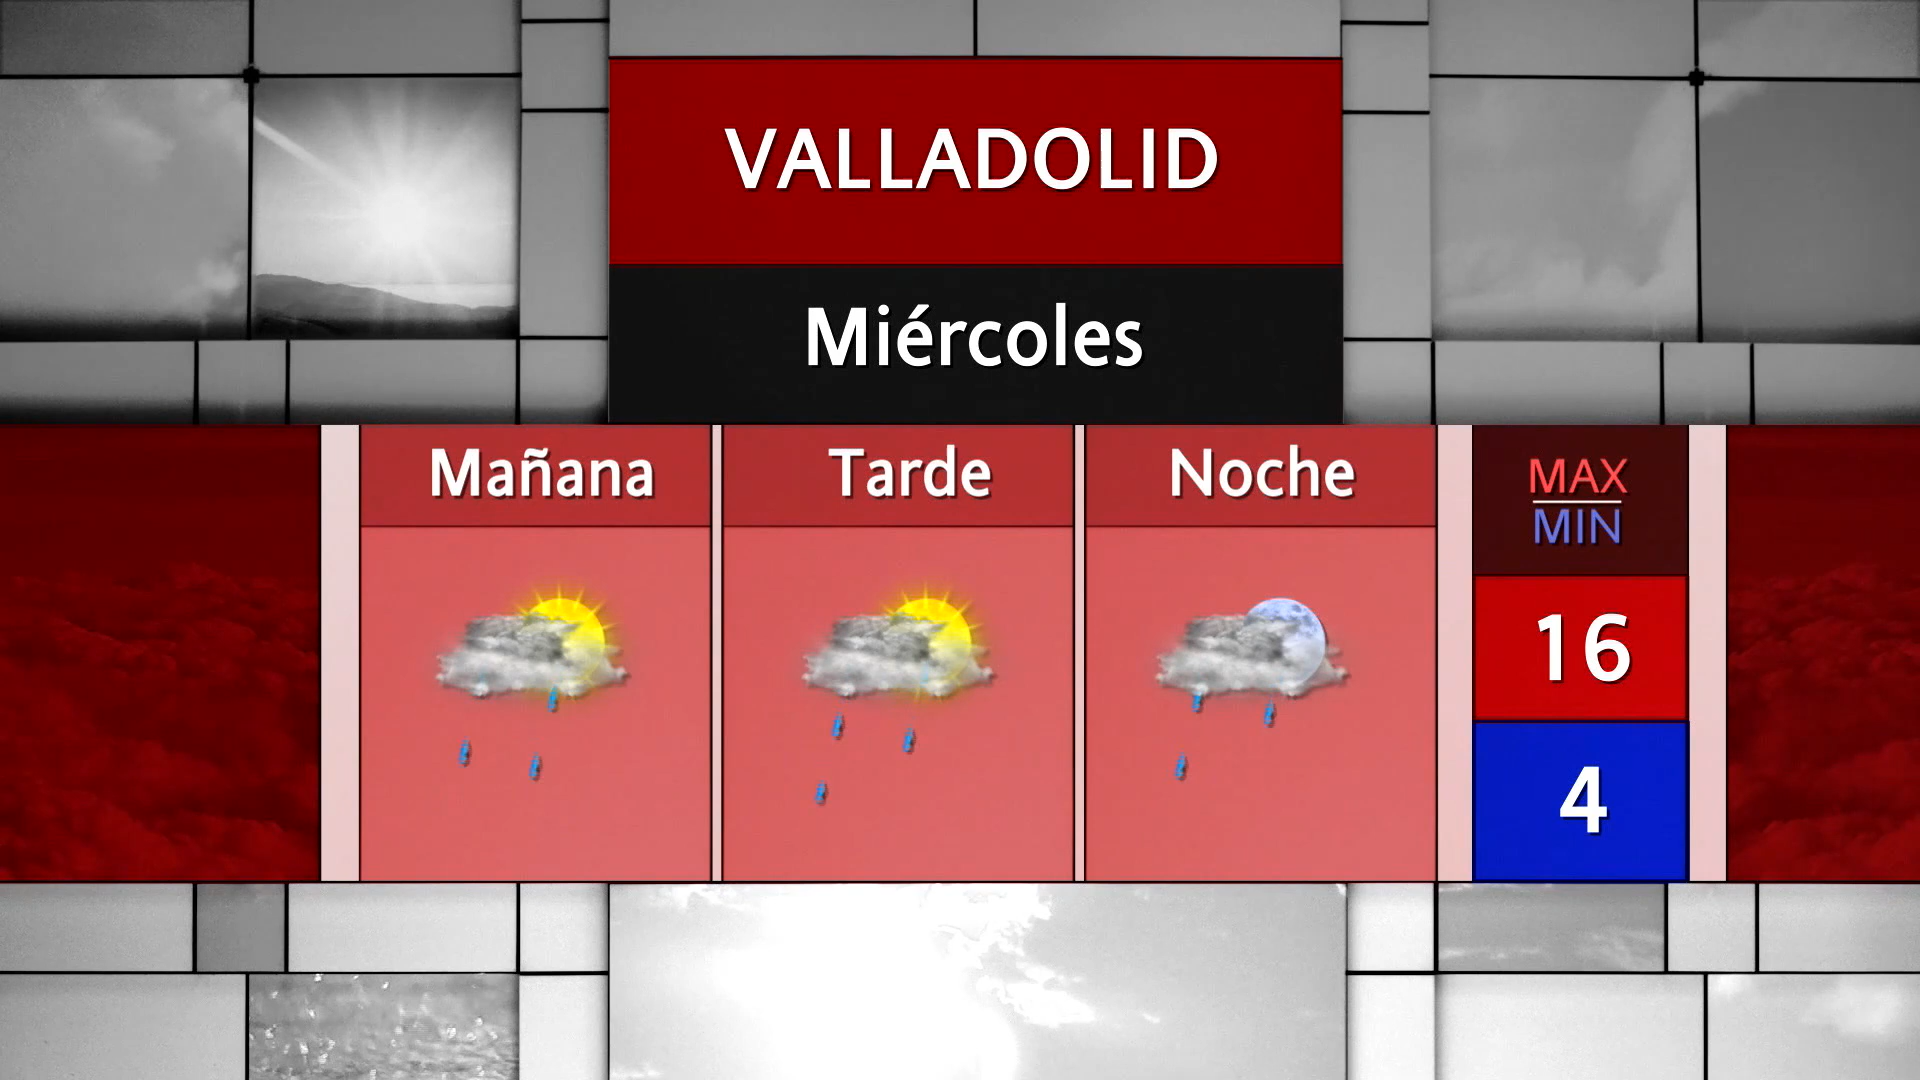 VALLADOLID
Miércoles
Mañana
Tarde
Noche
MAX
MIN
16
4